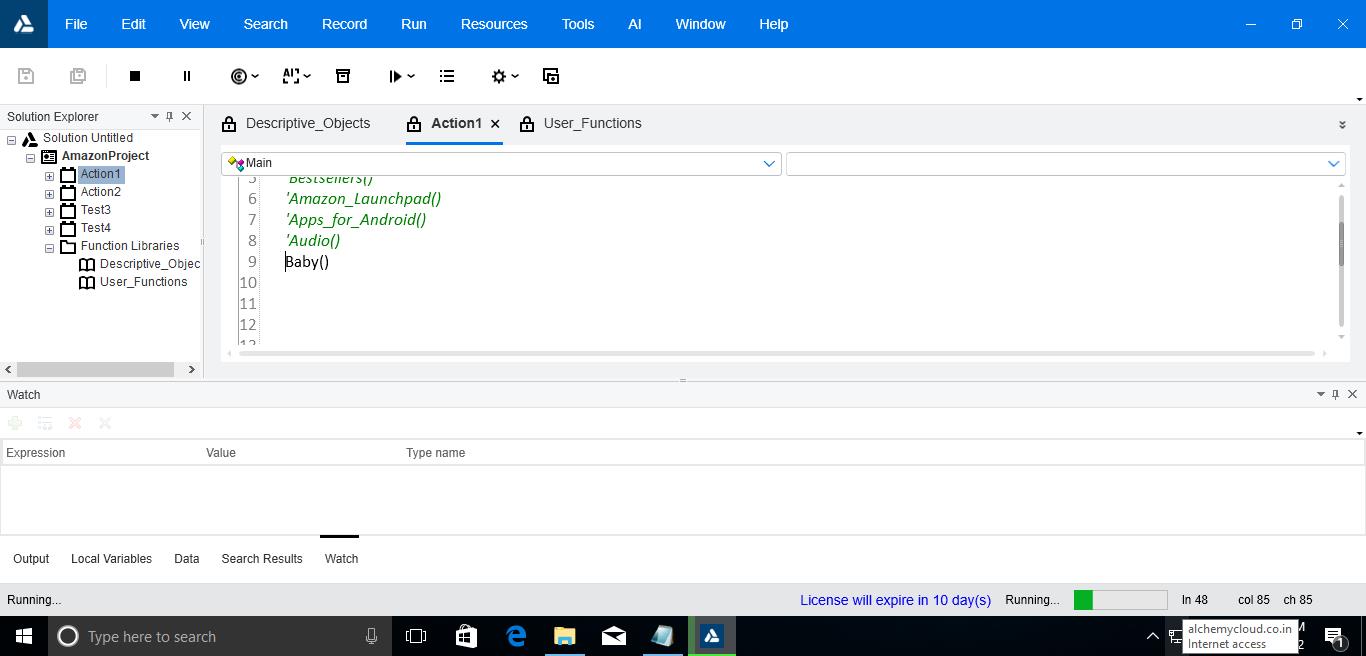 File Edit View Search Record Run Resources Tools AI Window Help
Solution Explorer
Solution Untitled
AmazonProject
Action1
Action2
Test3
Test4
Function Libraries
Descriptive_Objec
User_Functions
Descriptive_Objects Action1 User_Functions
Main
5 'Bestsellers()
6 'Amazon_Launchpad()
7 'Apps_for_Android()
8 'Audio()
9 Baby()
10
11
12
13
Watch
Expression Value Type name
Output Local Variables Data Search Results Watch
Running... License will expire in 10 day(s) Running... ln 48 col 85 ch 85
Type here to search
alchemycloud.co.in
Internet access
M
2
1